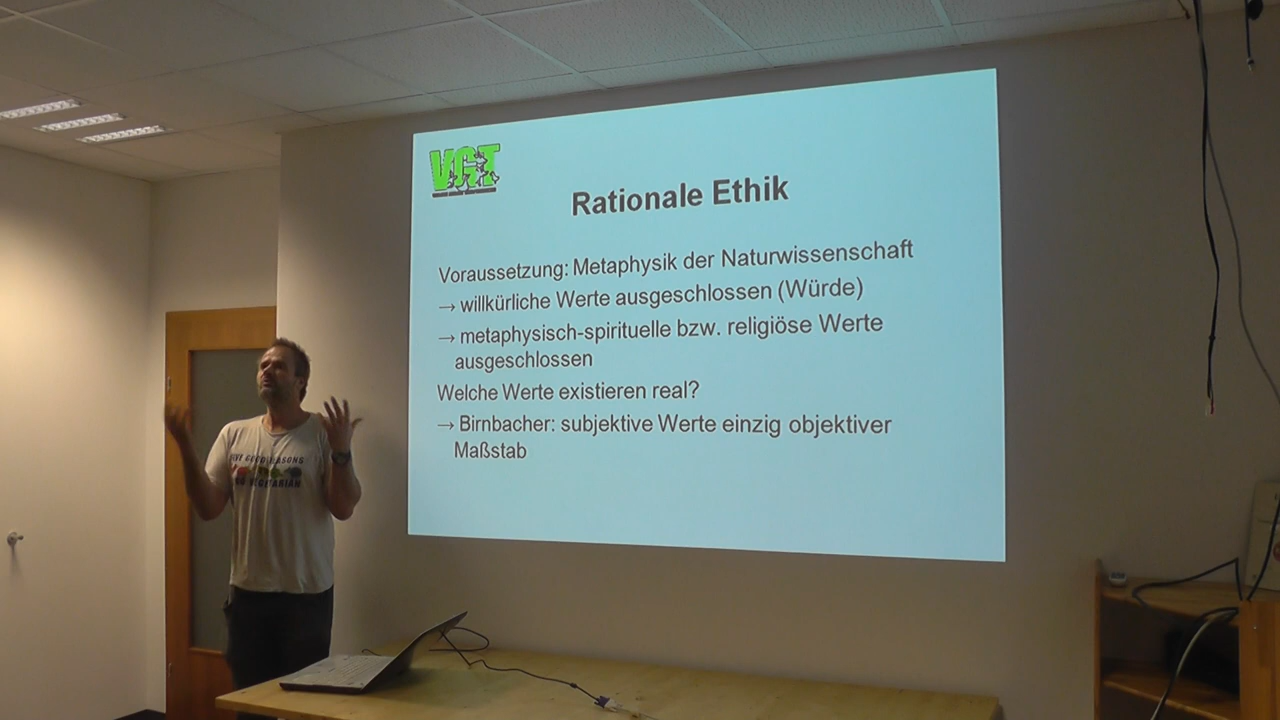 VGT
Rationale Ethik
Voraussetzung: Metaphysik der Naturwissenschaft
→ willkürliche Werte ausgeschlossen (Würde)
→ metaphysisch-spirituelle bzw. religiöse Werte
ausgeschlossen
Welche Werte existieren real?
→ Birnbacher: subjektive Werte einzig objektiver
Maßstab